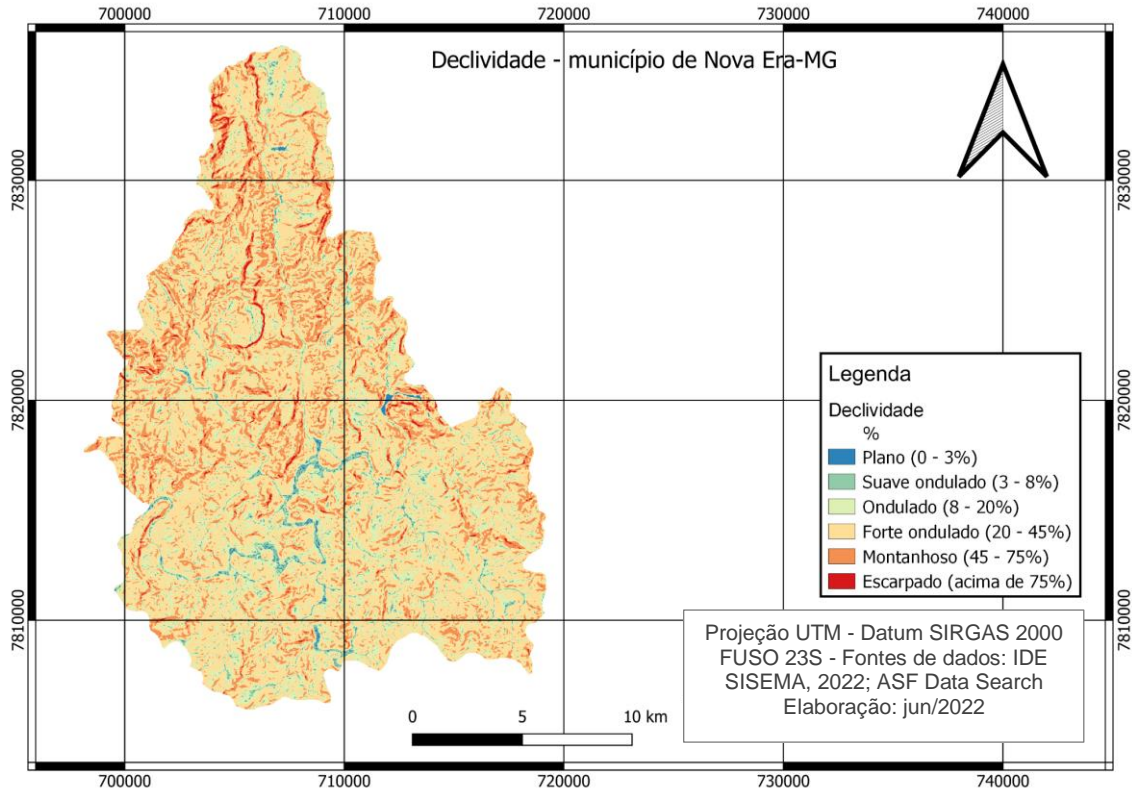 700000 710000 720000 730000 740000
Declividade - município de Nova Era-MG
7830000 7830000
7820000 7820000
7810000 7810000
Legenda
Declividade
%
Plano (0 - 3%)
Suave ondulado (3 - 8%)
Ondulado (8 - 20%)
Forte ondulado (20 - 45%)
Montanhoso (45 - 75%)
Escarpado (acima de 75%)
Projeção UTM - Datum SIRGAS 2000
FUSO 23S - Fontes de dados: IDE
SISEMA, 2022; ASF Data Search
Elaboração: jun/2022
0 5 10 km
700000 710000 720000 730000 740000